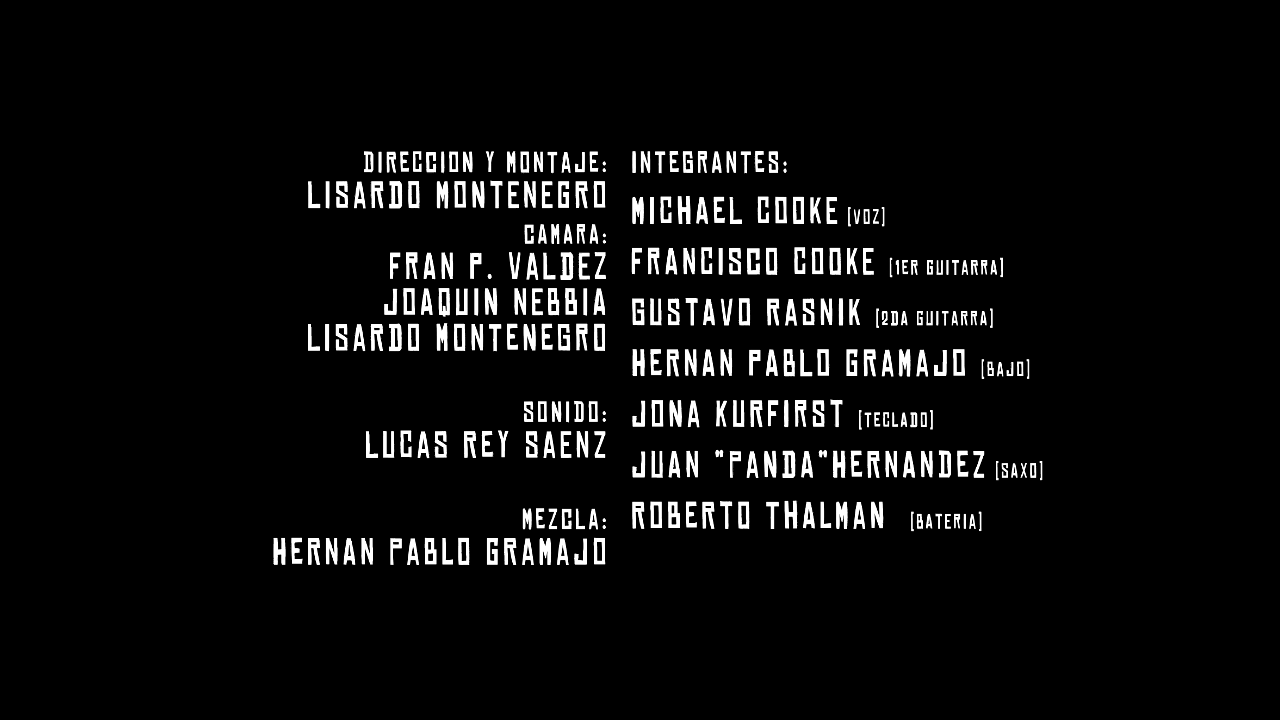 DIRECCION Y MONTAJE:
LISARDO MONTENEGRO
CAMARA:
FRAN P. VALDEZ
JOAQUIN NEBBIA
LISARDO MONTENEGRO
SONIDO:
LUCAS REY SAENZ
MEZCLA:
HERNAN PABLO GRAMAJO
INTEGRANTES:
MICHAEL COOKE [VOZ]
FRANCISCO COOKE [1ER GUITARRA]
GUSTAVO RASNIK [2DA GUITARRA]
HERNAN PABLO GRAMAJO [BAJO]
JONA KURFIRST [TECLADO]
JUAN "PANDA"HERNANDEZ [SAXO]
ROBERTO THALMAN [BATERIA]